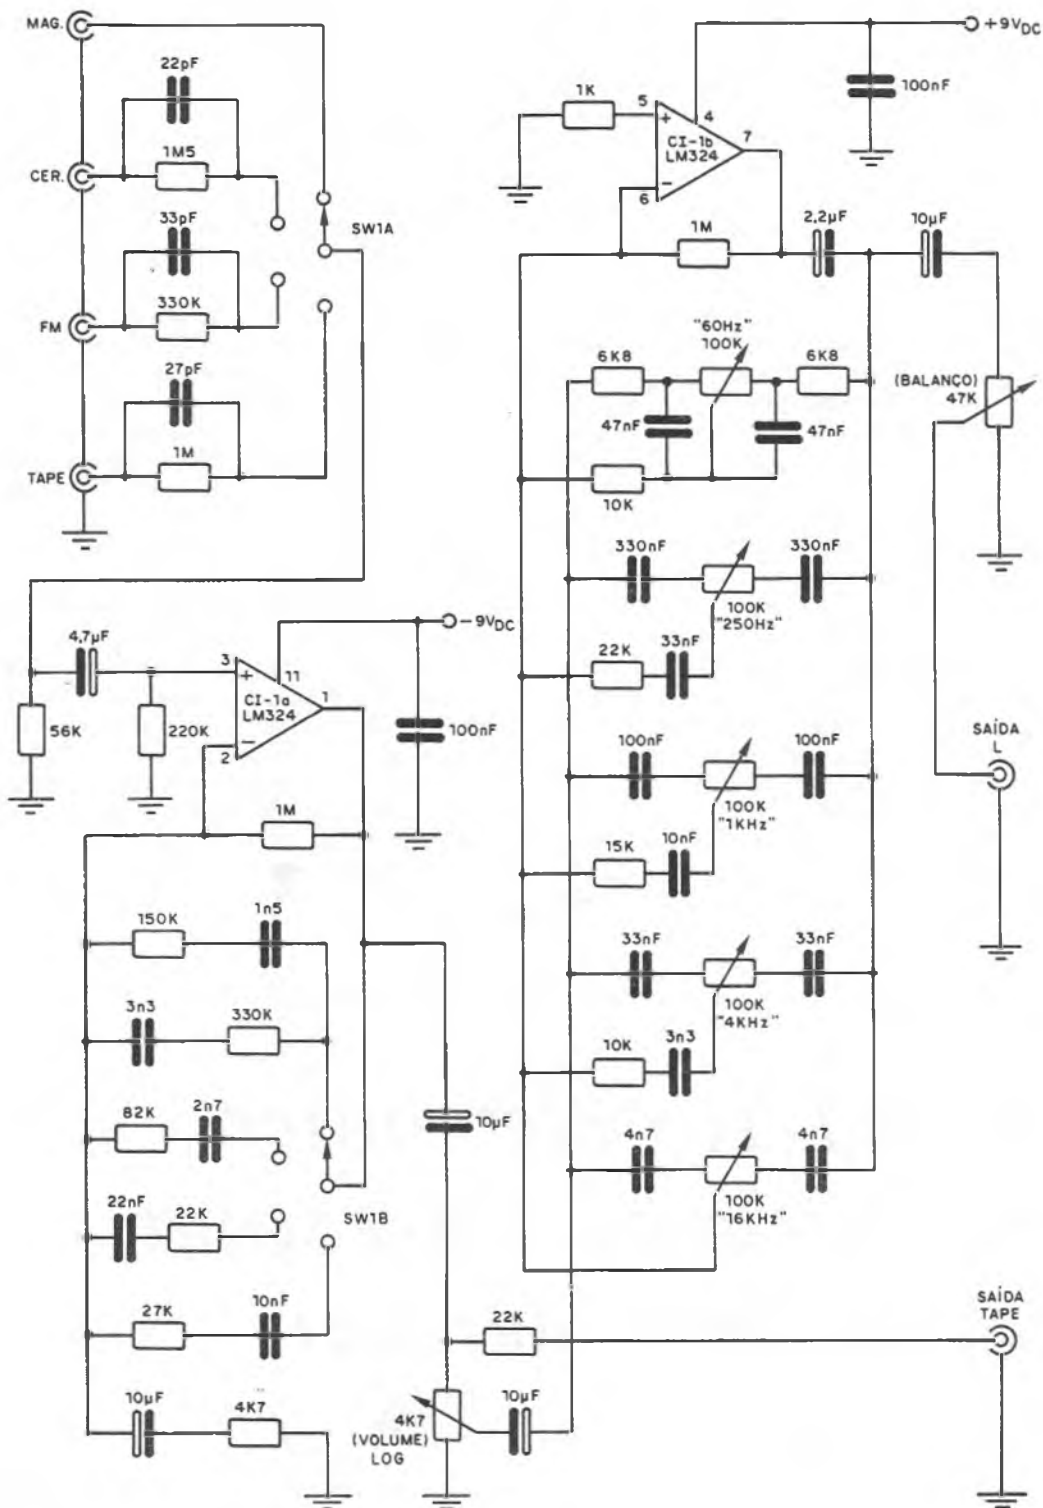 MAG.
22pF
1M5
CER.
33pF
330K
FM
27pF
1M
TAPE
SW1A
4,7µF
56K
220K
3
+
11
CI-1a
LM324
1
−
2
−9VDC
100nF
1M
150K
1n5
3n3
330K
82K
2n7
22nF
22K
SW1B
27K
10nF
10µF
4K7
10µF
4K7
(VOLUME)
LOG
10µF
22K
SAÍDA
TAPE
+9VDC
100nF
1K
5
+
4
CI-1b
LM324
7
−
6
1M
2,2µF
10µF
"60Hz"
100K
6K8
6K8
47nF
47nF
10K
(BALANÇO)
47K
330nF
330nF
100K
"250Hz"
22K
33nF
100nF
100nF
100K
"1KHz"
15K
10nF
33nF
33nF
100K
"4KHz"
10K
3n3
4n7
4n7
100K
"16KHz"
SAÍDA
L